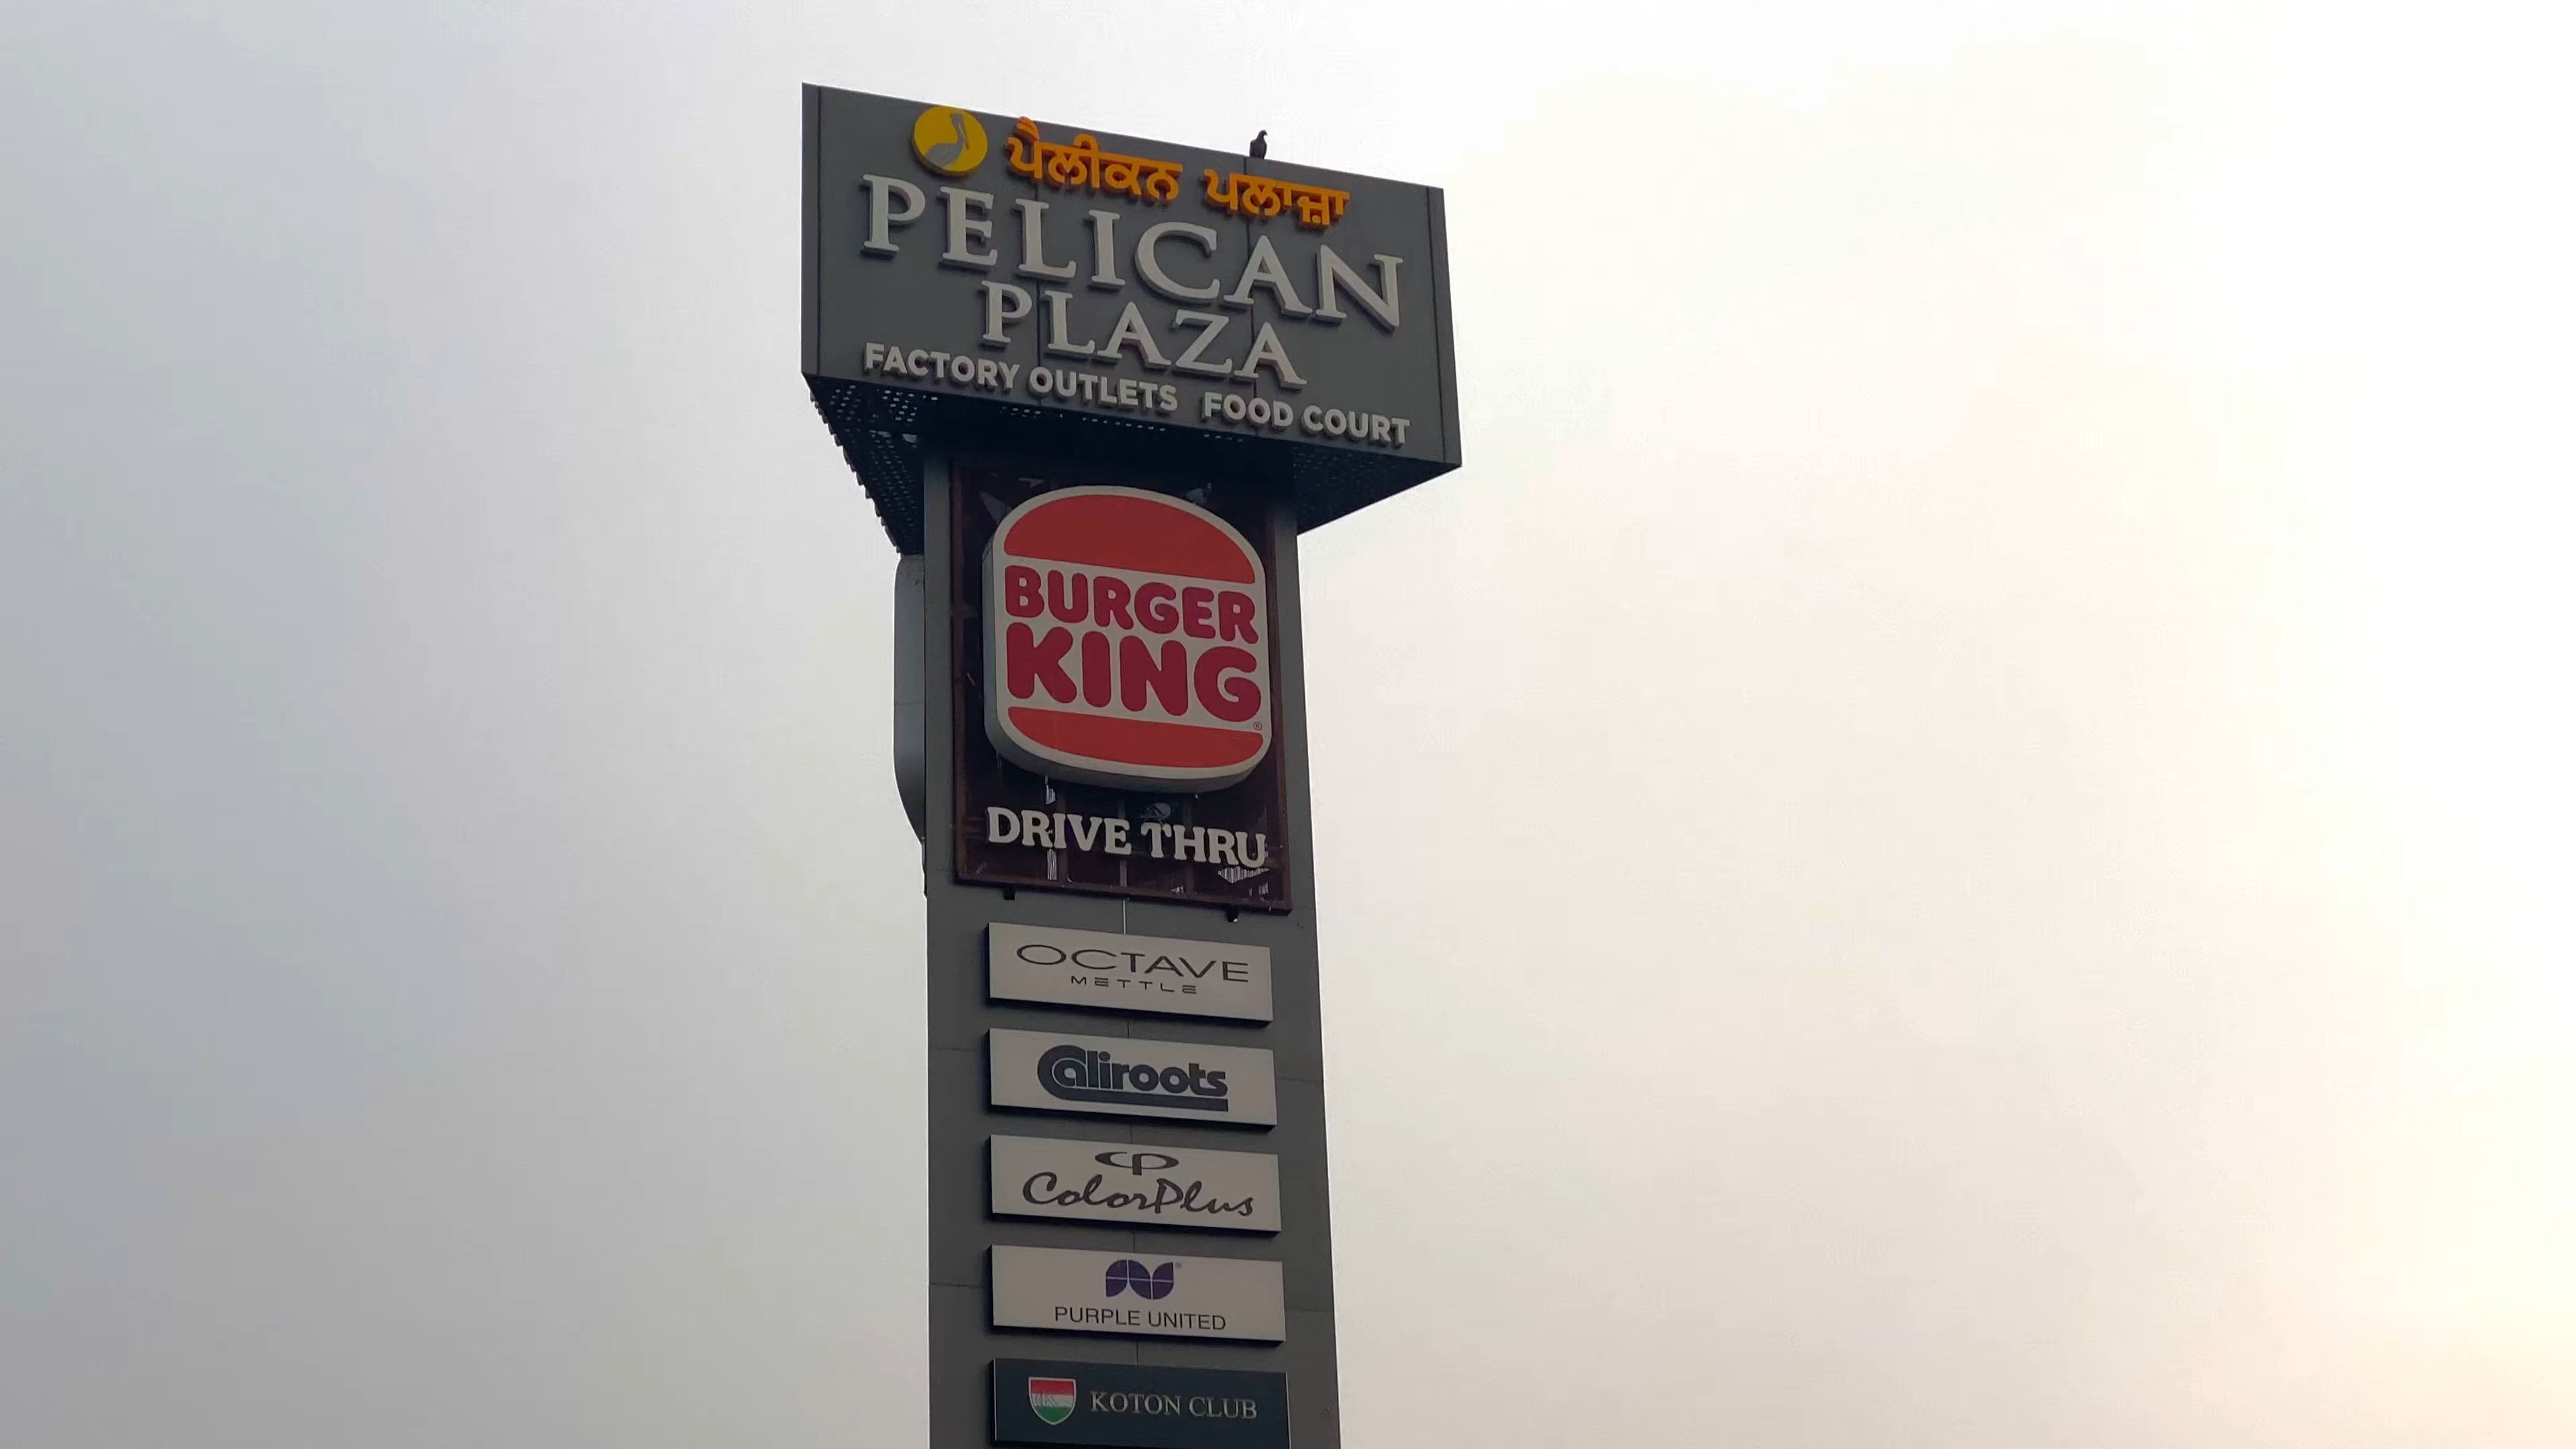 ਪੈਲੀਕਨ ਪਲਾਜ਼ਾ
PELICAN
PLAZA
FACTORY OUTLETS FOOD COURT
BURGER
KING
®
DRIVE THRU
OCTAVE
METTLE
Caliroots
CP
ColorPlus
PURPLE UNITED
KOTON CLUB